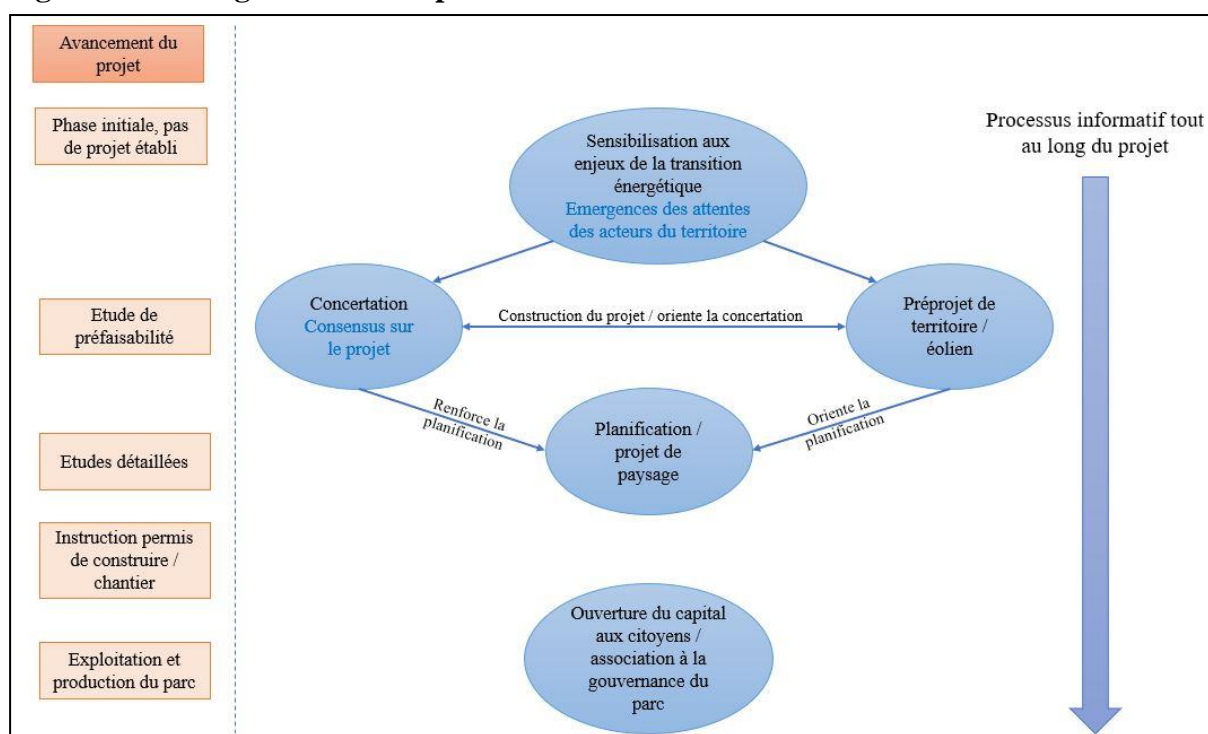 Avancement du
projet
Phase initiale, pas
de projet établi
Sensibilisation aux
enjeux de la transition
énergétique
Emergences des attentes
des acteurs du territoire
Processus informatif tout
au long du projet
Etude de
préfaisabilité
Concertation
Consensus sur
le projet
Construction du projet / oriente la concertation
Préprojet de
territoire /
éolien
Renforce la
planification
Oriente la
planification
Etudes détaillées
Planification /
projet de
paysage
Instruction permis
de construire /
chantier
Exploitation et
production du parc
Ouverture du capital
aux citoyens /
association à la
gouvernance du
parc